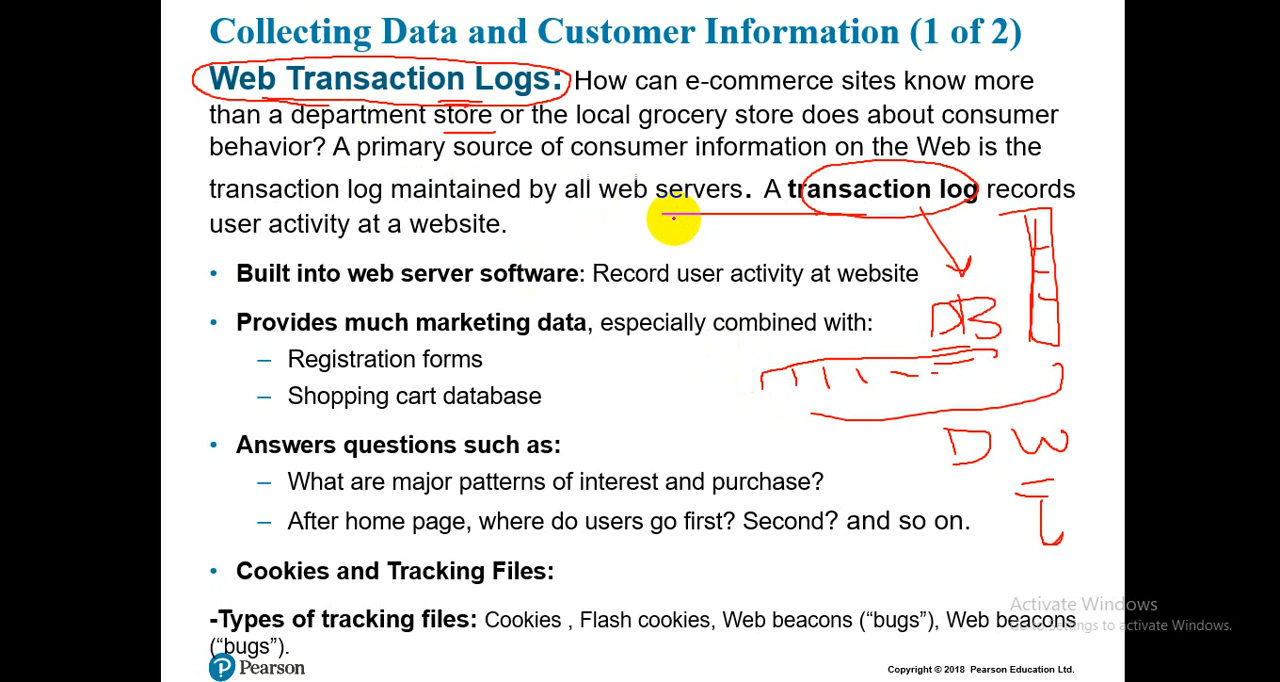 Collecting Data and Customer Information (1 of 2)
Web Transaction Logs: How can e-commerce sites know more
than a department store or the local grocery store does about consumer
behavior? A primary source of consumer information on the Web is the
transaction log maintained by all web servers. A transaction log records
user activity at a website.
• Built into web server software: Record user activity at website
• Provides much marketing data, especially combined with:
DB
– Registration forms
– Shopping cart database
• Answers questions such as:
D W
– What are major patterns of interest and purchase?
– After home page, where do users go first? Second? and so on.
• Cookies and Tracking Files:
-Types of tracking files: Cookies , Flash cookies, Web beacons (“bugs”), Web beacons
(“bugs”).
Activate Windows
Go to Settings to activate Windows.
Pearson
Copyright © 2018 Pearson Education Ltd.